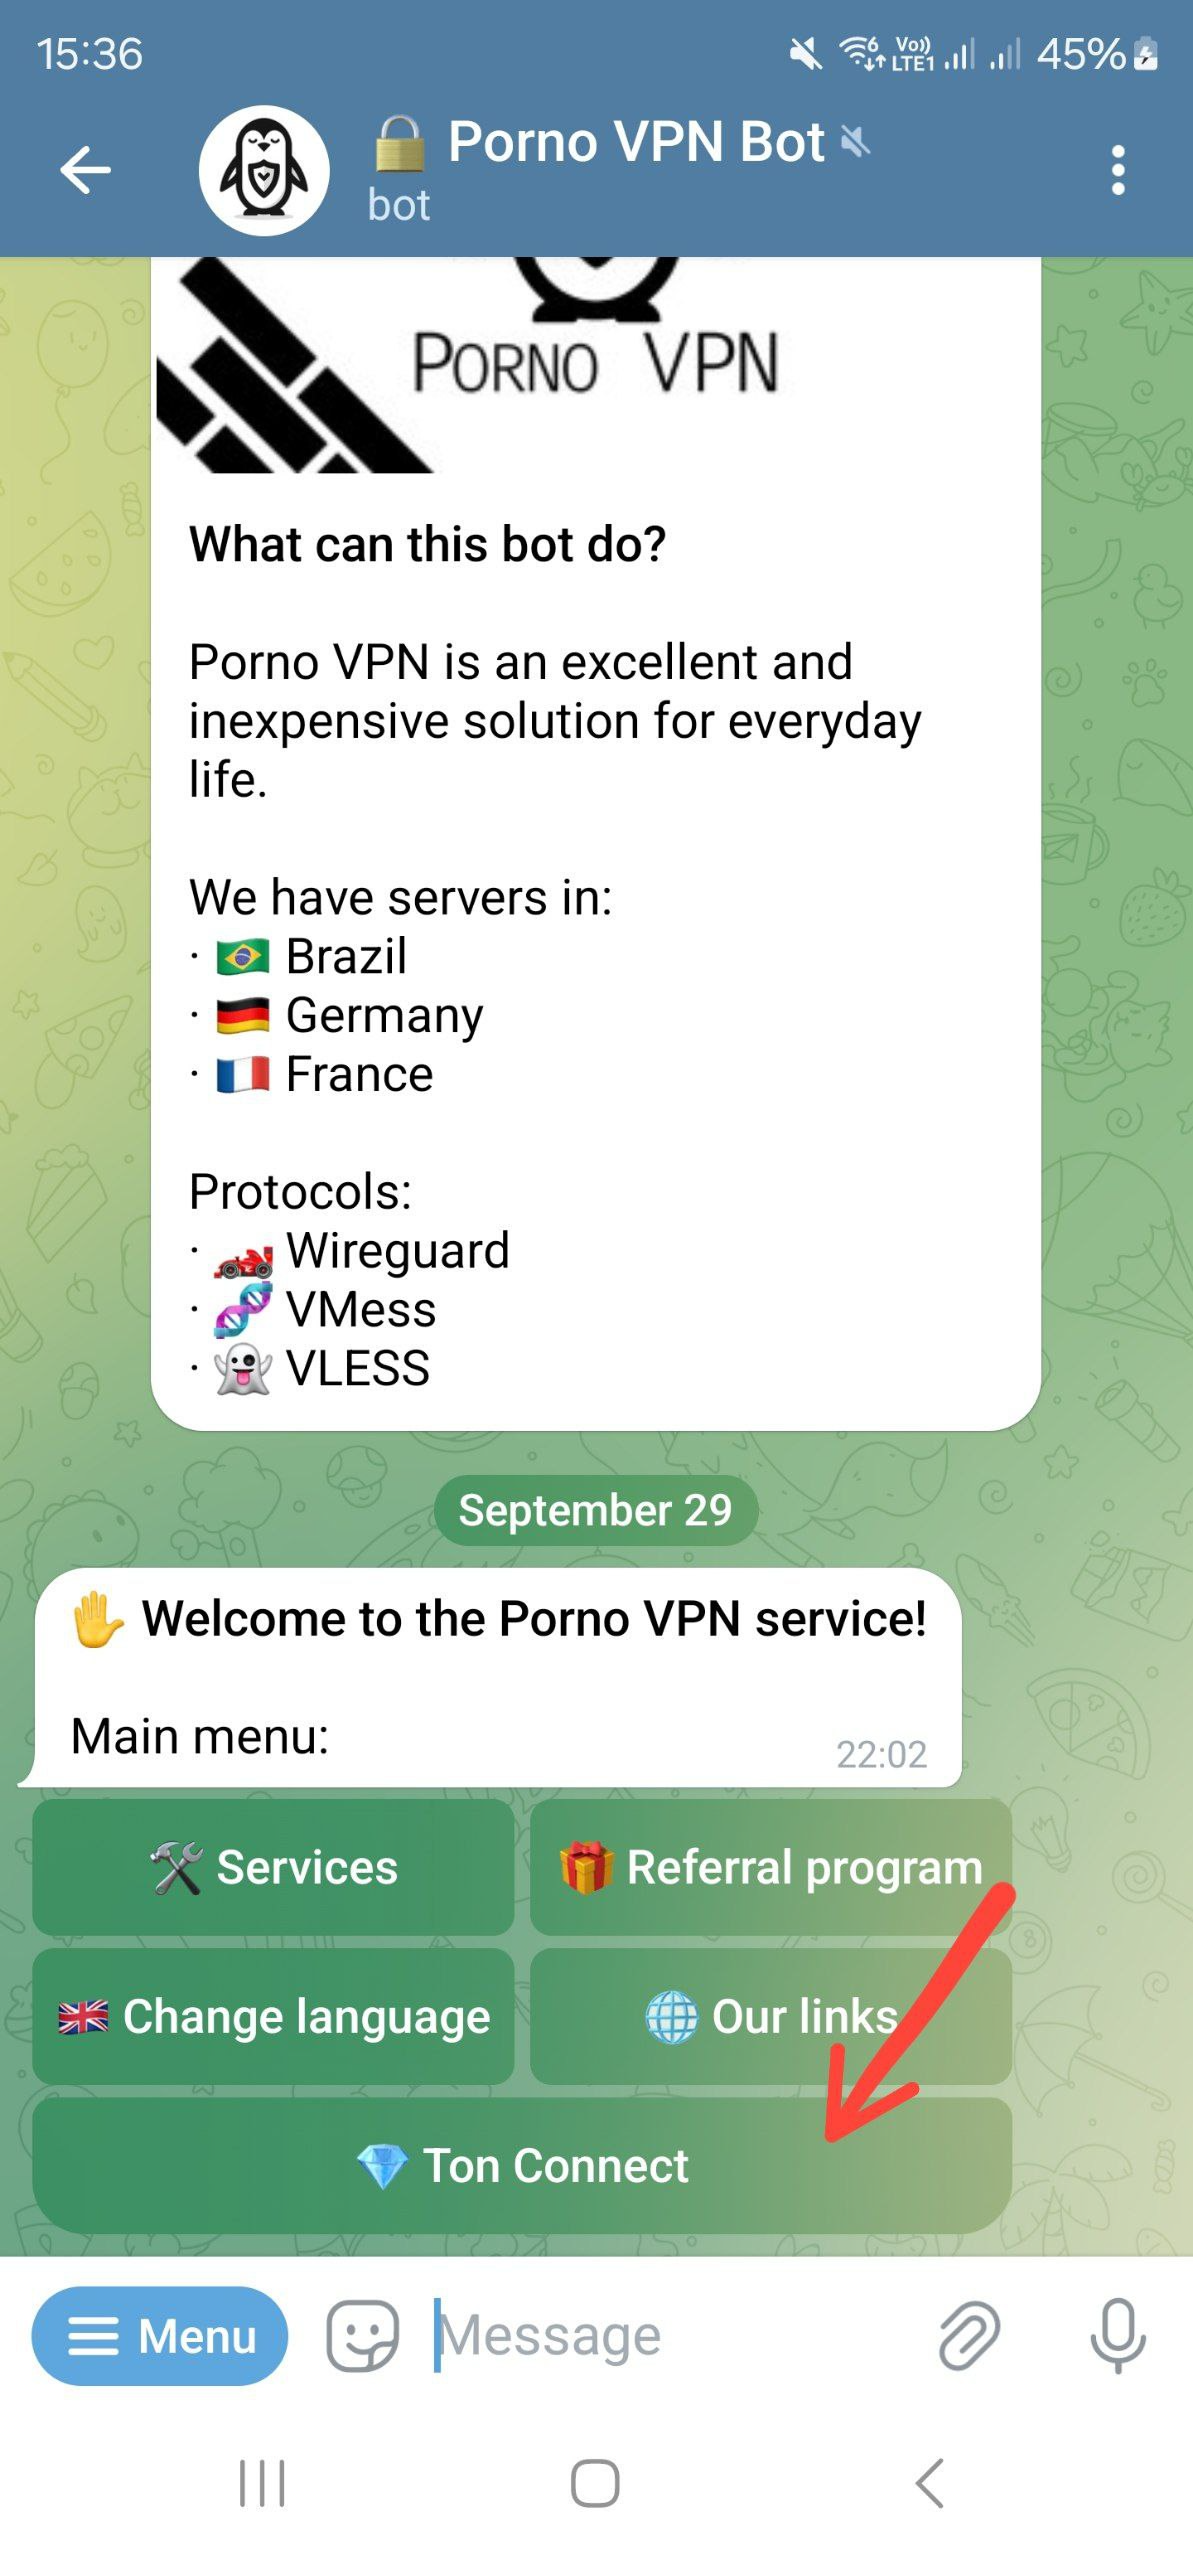 15:36
6 Vo)) LTE1 45%
Porno VPN Bot
bot
PORNO VPN
What can this bot do?
Porno VPN is an excellent and
inexpensive solution for everyday
life.
We have servers in:
· 🇧🇷 Brazil
· 🇩🇪 Germany
· 🇫🇷 France
Protocols:
· 🏎 Wireguard
· 🧬 VMess
· 👻 VLESS
September 29
✋ Welcome to the Porno VPN service!
Main menu:
22:02
🛠 Services
🎁 Referral program
🇬🇧 Change language
🌐 Our links
💎 Ton Connect
Menu
Message